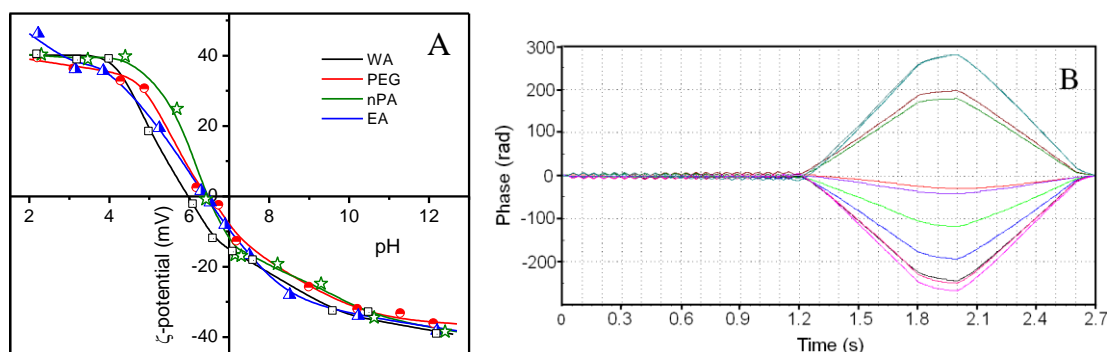 A
WA
PEG
nPA
EA
40
20
0
-20
-40
2
4
6
8
10
12
pH
ζ-potential (mV)
B
300
200
100
0
-100
-200
Phase (rad)
0
0.3
0.6
0.9
1.2
1.5
1.8
2.1
2.4
2.7
Time (s)